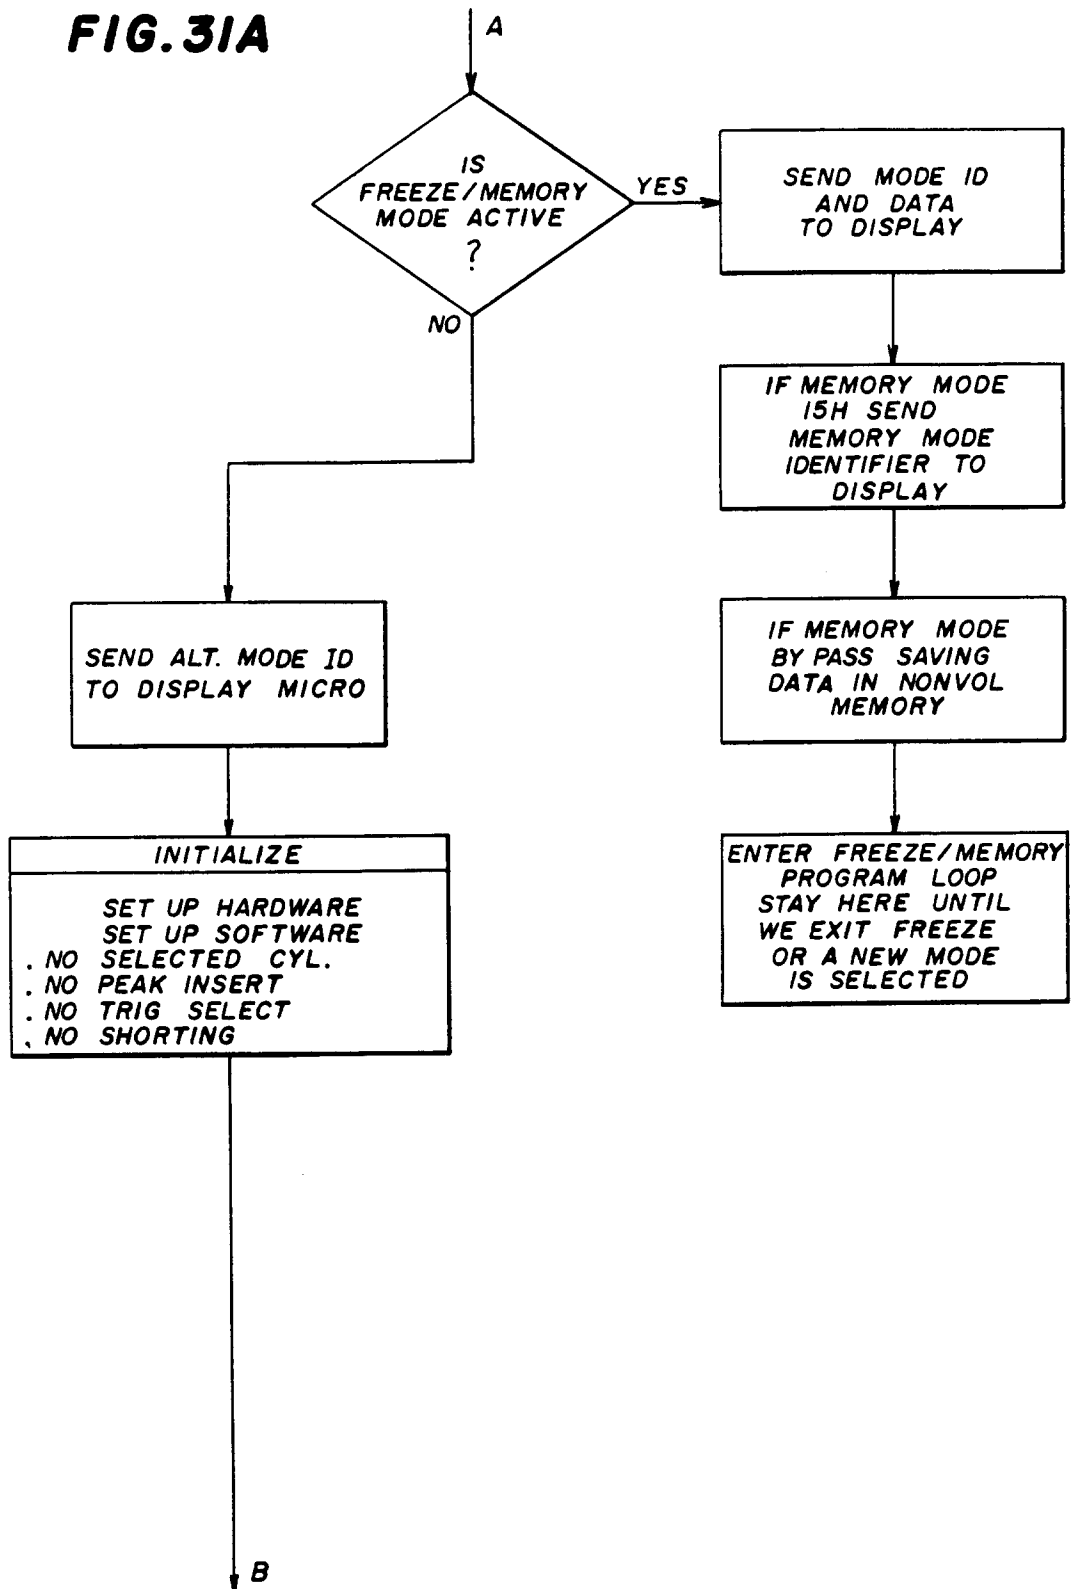 FIG. 31A
A
IS
FREEZE/MEMORY
MODE ACTIVE
?
YES
NO
SEND MODE ID
AND DATA
TO DISPLAY
IF MEMORY MODE
15H SEND
MEMORY MODE
IDENTIFIER TO
DISPLAY
IF MEMORY MODE
BY PASS SAVING
DATA IN NONVOL
MEMORY
ENTER FREEZE/MEMORY
PROGRAM LOOP
STAY HERE UNTIL
WE EXIT FREEZE
OR A NEW MODE
IS SELECTED
SEND ALT. MODE ID
TO DISPLAY MICRO
INITIALIZE
SET UP HARDWARE
SET UP SOFTWARE
. NO SELECTED CYL.
. NO PEAK INSERT
. NO TRIG SELECT
. NO SHORTING
B